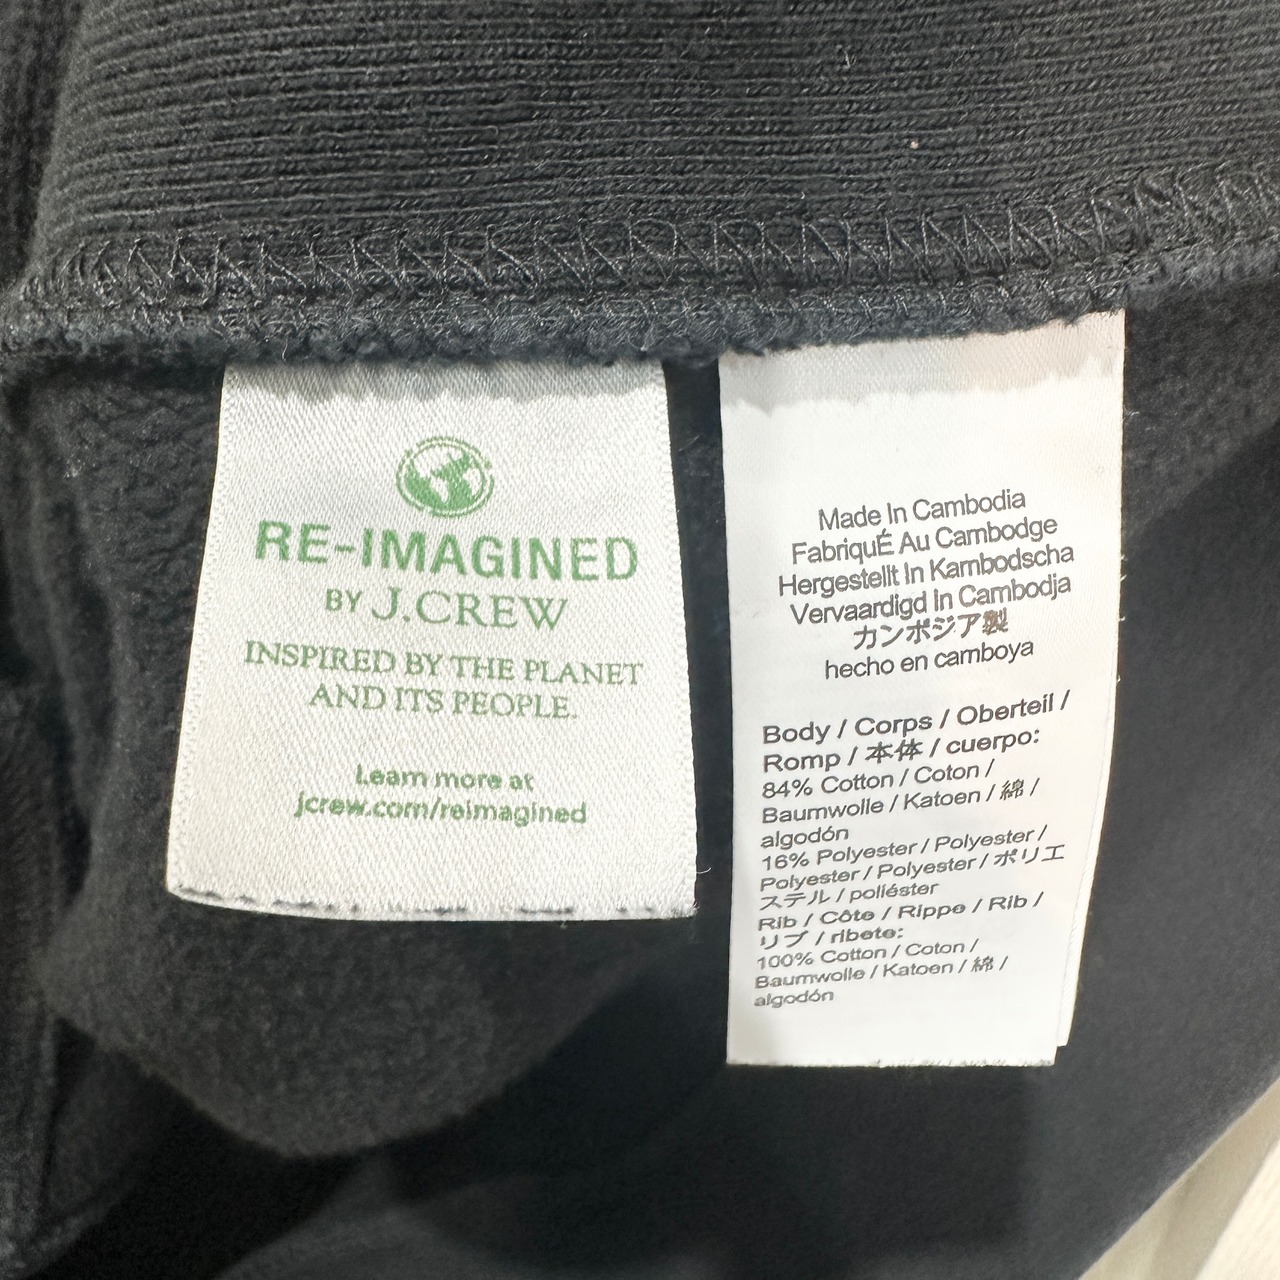 RE-IMAGINED
BY J.CREW
INSPIRED BY THE PLANET
AND ITS PEOPLE.
Learn more at
jcrew.com/reimagined
Made In Cambodia
FabriquÉ Au Cambodge
Hergestellt In Kambodscha
Vervaardigd In Cambodja
カンボジア製
hecho en camboya
Body / Corps / Oberteil /
Romp / 本体 / cuerpo:
84% Cotton / Coton /
Baumwolle / Katoen / 綿 /
algodón
16% Polyester / Polyester /
Polyester / Polyester / ポリエ
ステル / poliéster
Rib / Côte / Rippe / Rib /
リブ / ribete:
100% Cotton / Coton /
Baumwolle / Katoen / 綿 /
algodón